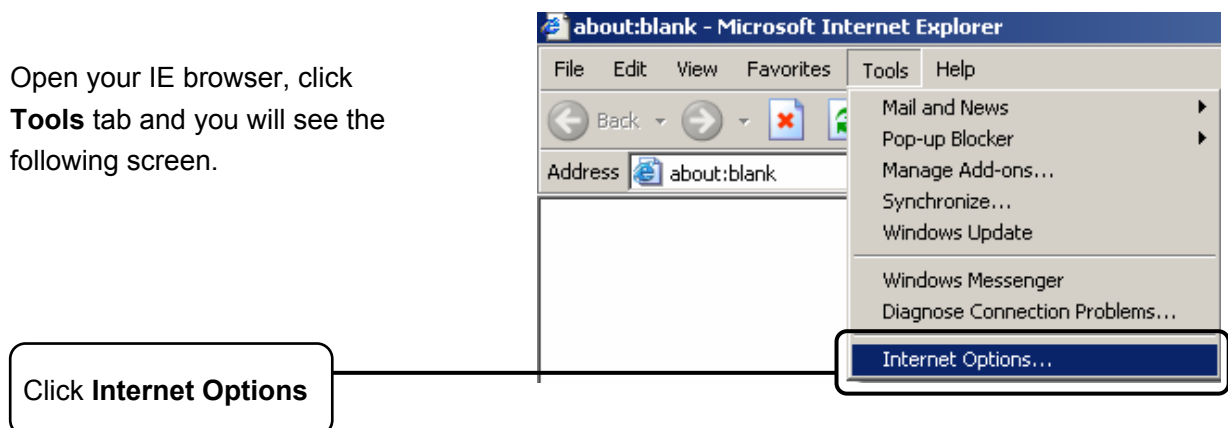 about:blank - Microsoft Internet Explorer
Open your IE browser, click
Tools tab and you will see the
following screen.
File Edit View Favorites Tools Help
Back
Address about:blank
Mail and News
Pop-up Blocker
Manage Add-ons...
Synchronize...
Windows Update
Windows Messenger
Diagnose Connection Problems...
Internet Options...
Click Internet Options